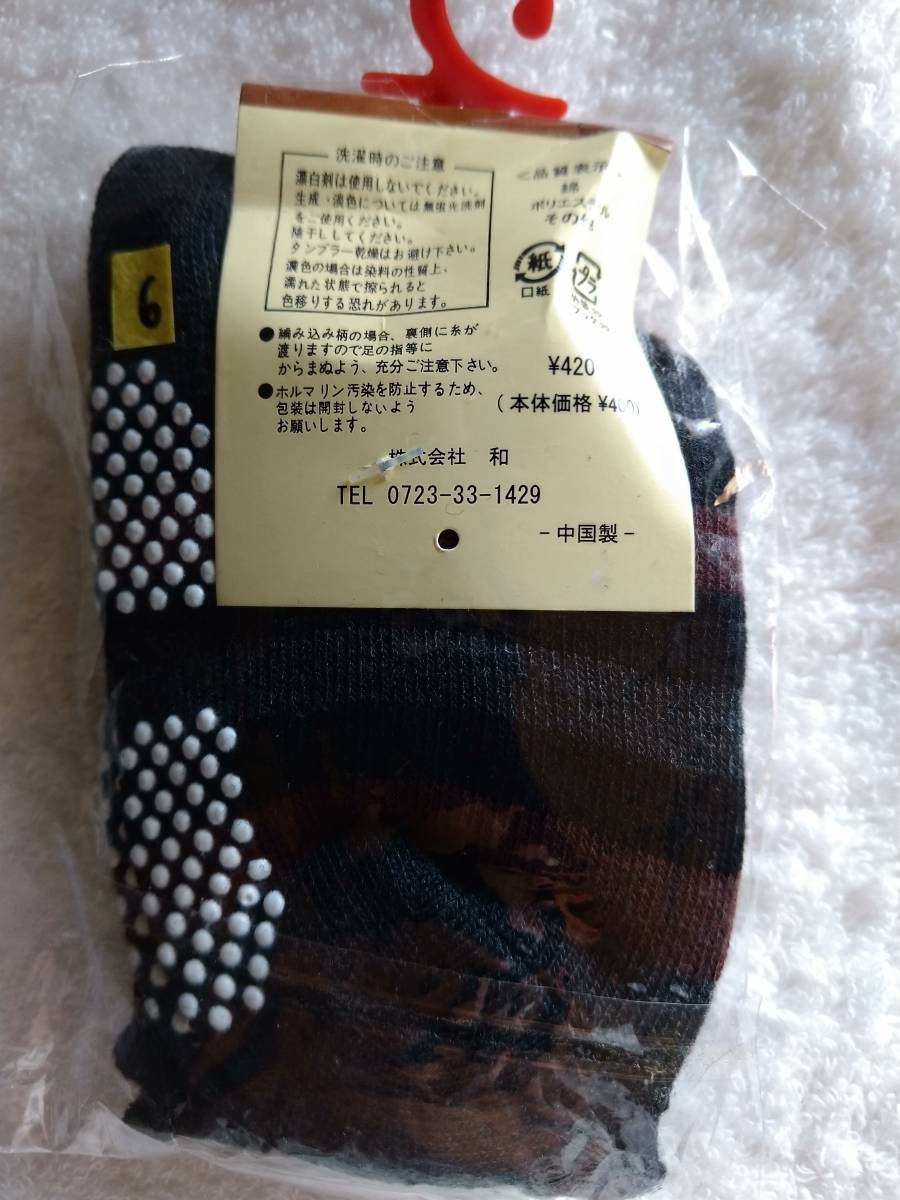 洗濯時のご注意
漂白剤は使用しないでください。
生成・淡色については無蛍光洗剤
をご使用ください。
陰干ししてください。
タンブラー乾燥はお避け下さい。
濃色の場合は染料の性質上、
濡れた状態で擦られると
色移りする恐れがあります。
●編み込み柄の場合、裏側に糸が
渡りますので足の指等に
からまぬよう、充分ご注意下さい。
●ホルマリン汚染を防止するため、
包装は開封しないよう
お願いします。
<品質表示
綿
ポリエステル
その他
紙
口紙
プラ
¥420
(本体価格 ¥400)
株式会社 和
TEL 0723-33-1429
-中国製-
6